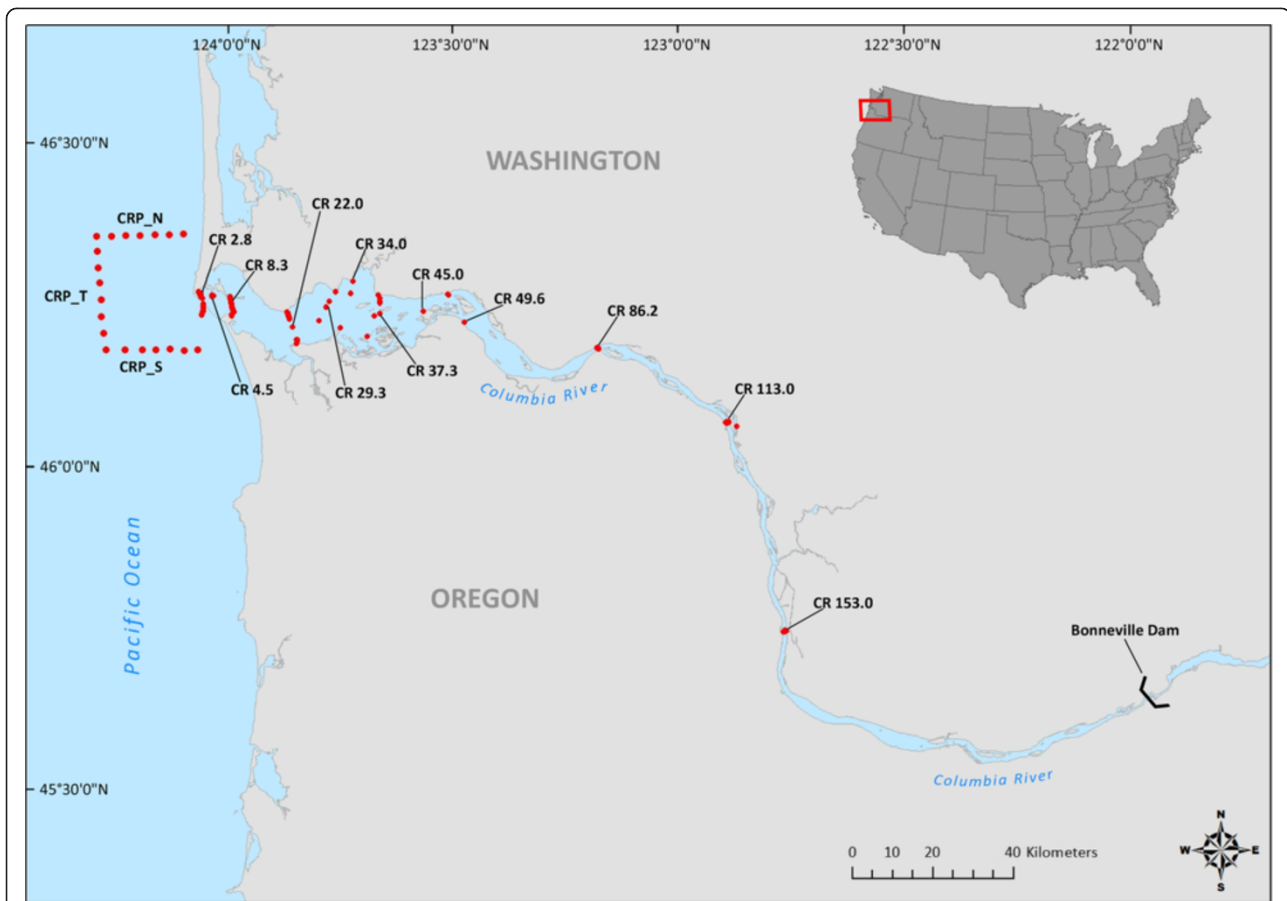 124°0'0"N
123°30'0"N
123°0'0"N
122°30'0"N
122°0'0"N
46°30'0"N
WASHINGTON
CR 22.0
CRP_N
CR 2.8
CR 34.0
CR 8.3
CR 45.0
CRP_T
CR 49.6
CR 86.2
CRP_S
CR 4.5
CR 29.3
CR 37.3
Columbia River
CR 113.0
46°0'0"N
Pacific Ocean
OREGON
CR 153.0
Bonneville Dam
Columbia River
45°30'0"N
0 10 20 40 Kilometers
N
W E
S